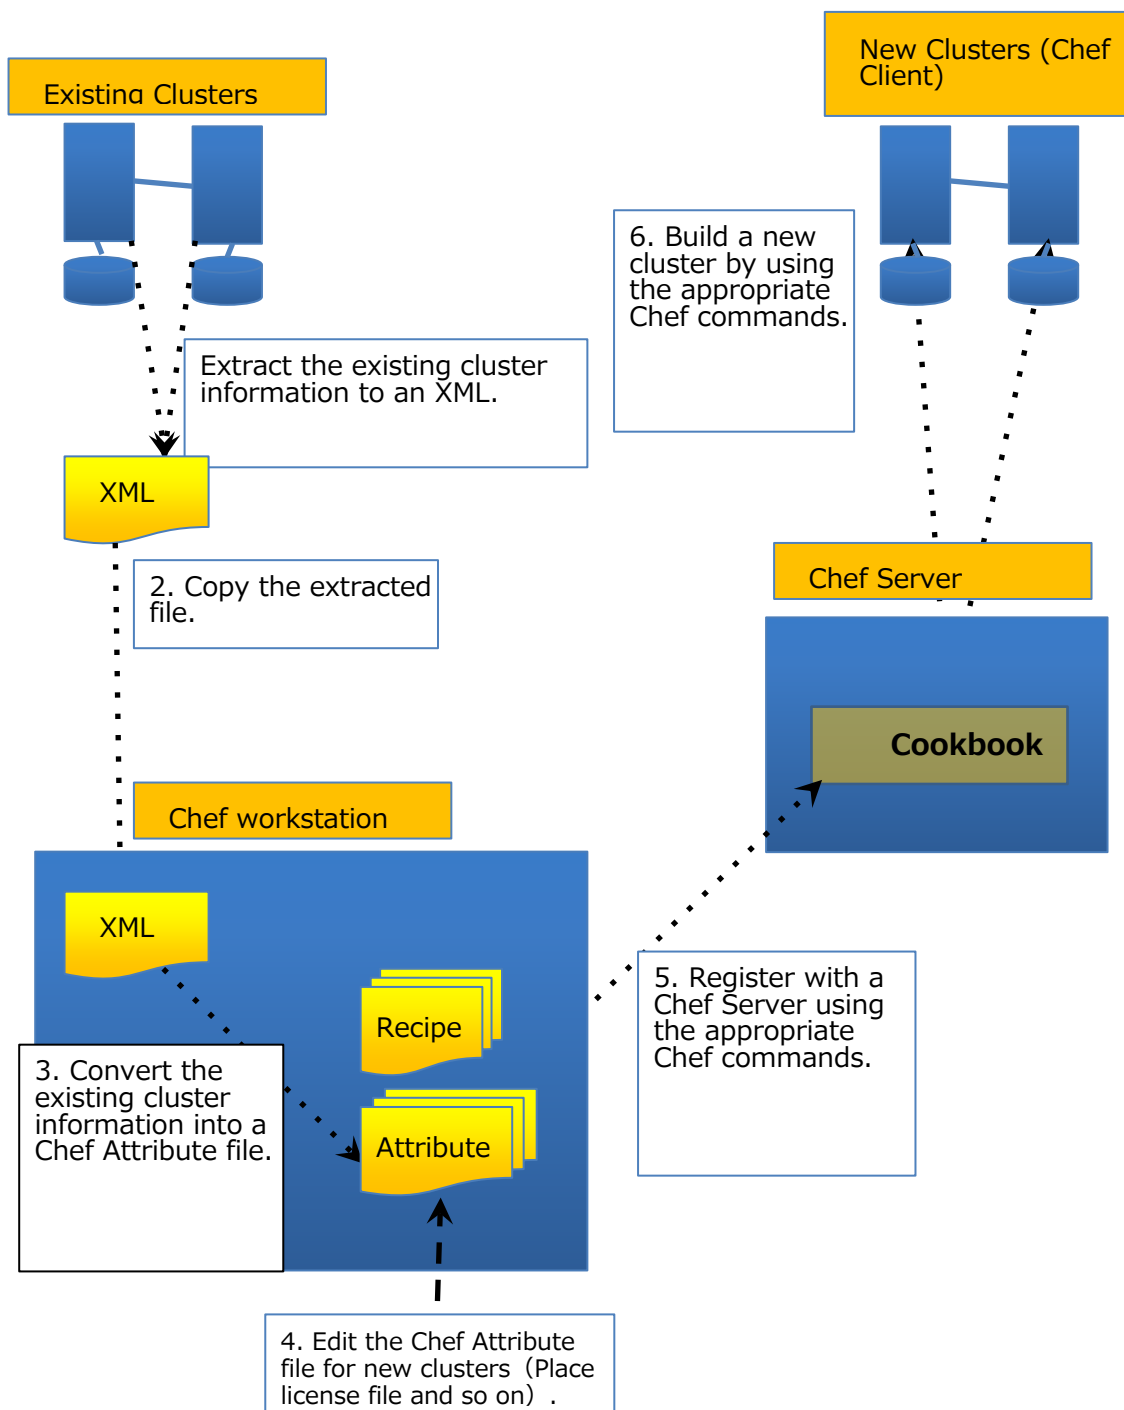 Existing Clusters
New Clusters (Chef
Client)
6. Build a new
cluster by using
the appropriate
Chef commands.
Extract the existing cluster
information to an XML.
XML
2. Copy the extracted
file.
Chef Server
Cookbook
Chef workstation
XML
Recipe
Attribute
3. Convert the
existing cluster
information into a
Chef Attribute file.
5. Register with a
Chef Server using
the appropriate
Chef commands.
4. Edit the Chef Attribute
file for new clusters（Place
license file and so on）.